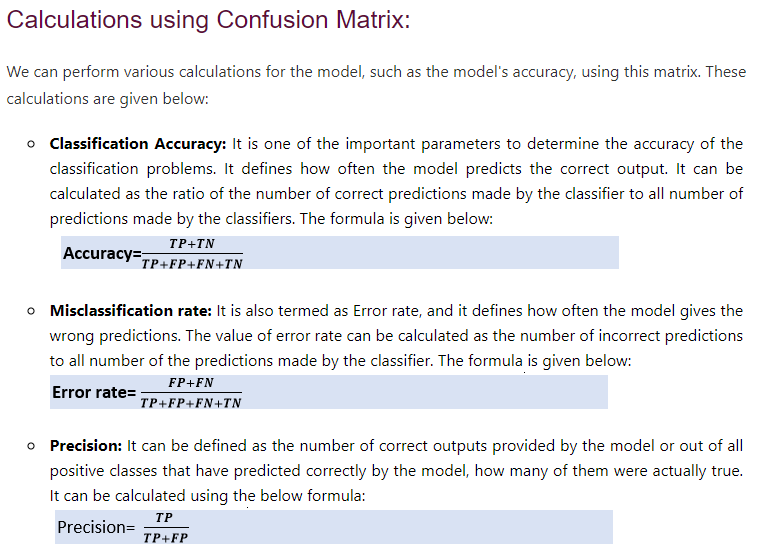 Calculations using Confusion Matrix:
We can perform various calculations for the model, such as the model's accuracy, using this matrix. These
calculations are given below:
o Classification Accuracy: It is one of the important parameters to determine the accuracy of the
classification problems. It defines how often the model predicts the correct output. It can be
calculated as the ratio of the number of correct predictions made by the classifier to all number of
predictions made by the classifiers. The formula is given below:
TP+TN
Accuracy=
TP+FP+FN+TN
o Misclassification rate: It is also termed as Error rate, and it defines how often the model gives the
wrong predictions. The value of error rate can be calculated as the number of incorrect predictions
to all number of the predictions made by the classifier. The formula is given below:
FP+FN
Error rate=
TP+FP+FN+TN
o Precision: It can be defined as the number of correct outputs provided by the model or out of all
positive classes that have predicted correctly by the model, how many of them were actually true.
It can be calculated using the below formula:
TP
Precision=
TP+FP